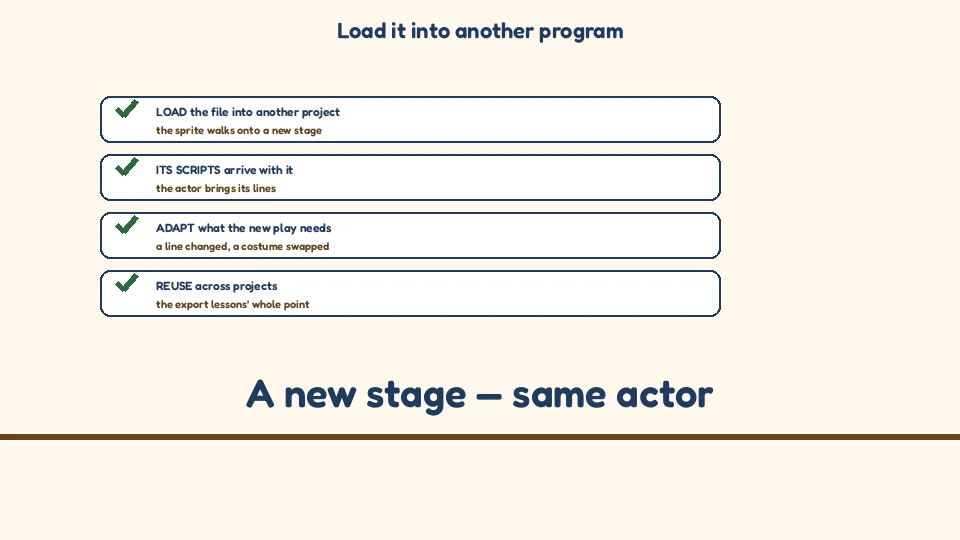 Load it into another program
LOAD the file into another project
the sprite walks onto a new stage
ITS SCRIPTS arrive with it
the actor brings its lines
ADAPT what the new play needs
a line changed, a costume swapped
REUSE across projects
the export lessons' whole point
A new stage — same actor